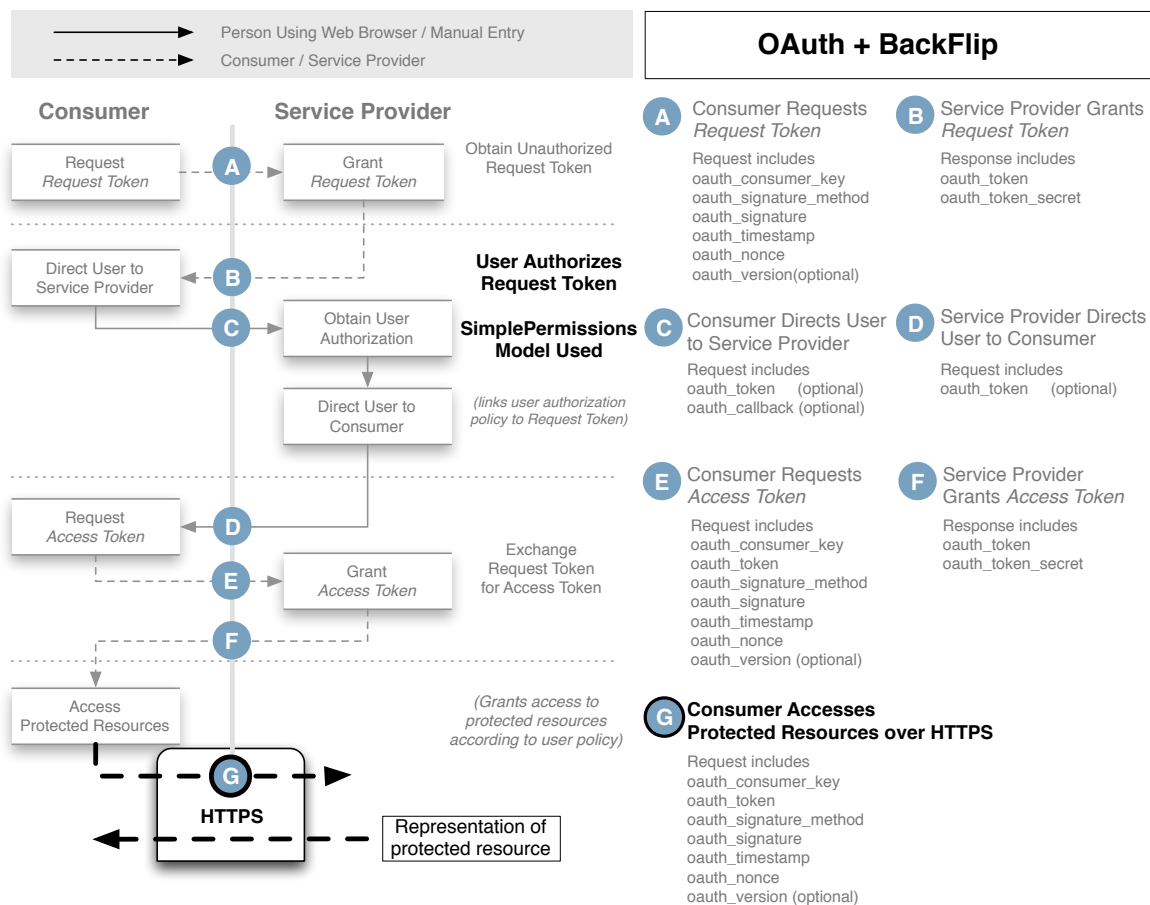 Person Using Web Browser / Manual Entry
Consumer / Service Provider
OAuth + BackFlip
Consumer
Service Provider
Request
Request Token
A
Grant
Request Token
Obtain Unauthorized
Request Token
Direct User to
Service Provider
B
User Authorizes
Request Token
C
Obtain User
Authorization
SimplePermissions
Model Used
Direct User to
Consumer
(links user authorization
policy to Request Token)
Request
Access Token
D
E
Grant
Access Token
Exchange
Request Token
for Access Token
F
Access
Protected Resources
(Grants access to
protected resources
according to user policy)
G
HTTPS
Representation of
protected resource
A
Consumer Requests
Request Token
Request includes
oauth_consumer_key
oauth_signature_method
oauth_signature
oauth_timestamp
oauth_nonce
oauth_version(optional)
B
Service Provider Grants
Request Token
Response includes
oauth_token
oauth_token_secret
C
Consumer Directs User
to Service Provider
Request includes
oauth_token (optional)
oauth_callback (optional)
D
Service Provider Directs
User to Consumer
Request includes
oauth_token (optional)
E
Consumer Requests
Access Token
Request includes
oauth_consumer_key
oauth_token
oauth_signature_method
oauth_signature
oauth_timestamp
oauth_nonce
oauth_version (optional)
F
Service Provider
Grants Access Token
Response includes
oauth_token
oauth_token_secret
G
Consumer Accesses
Protected Resources over HTTPS
Request includes
oauth_consumer_key
oauth_token
oauth_signature_method
oauth_signature
oauth_timestamp
oauth_nonce
oauth_version (optional)